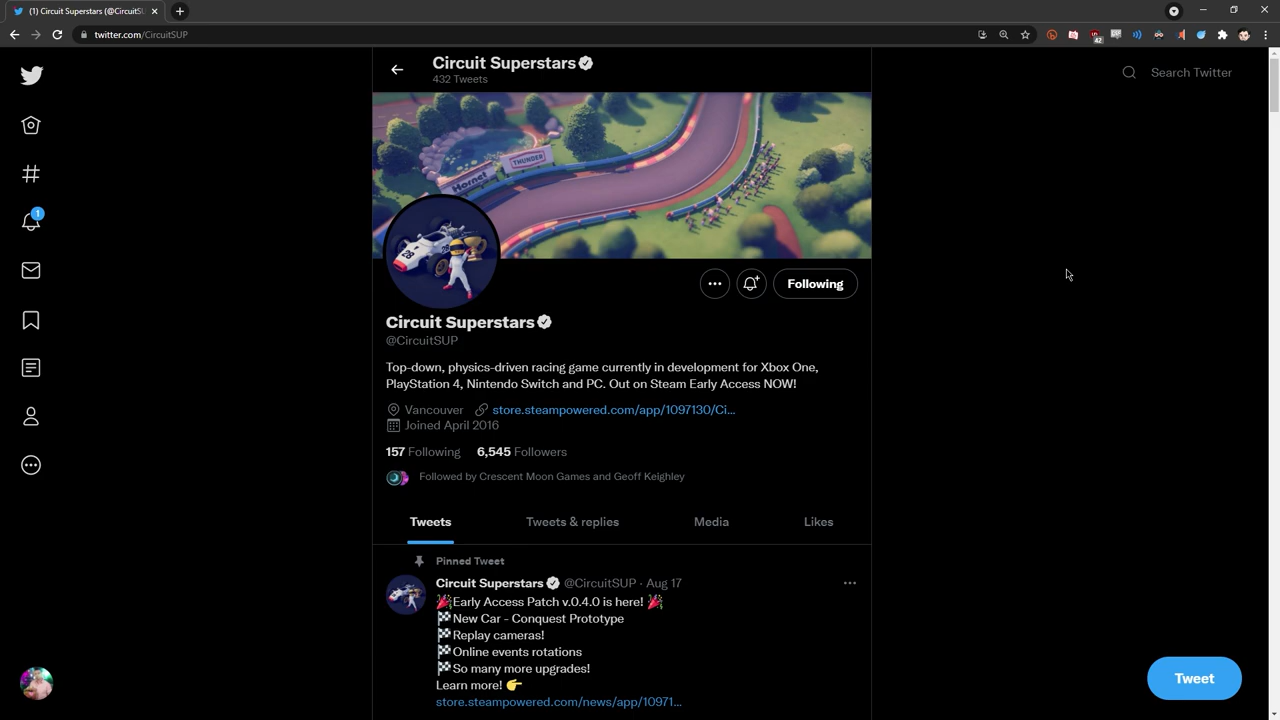 (1) Circuit Superstars (@CircuitSU
twitter.com/CircuitSUP
42
Circuit Superstars
432 Tweets
Search Twitter
THUNDER
Hornet
28
1
Following
Circuit Superstars
@CircuitSUP
Top-down, physics-driven racing game currently in development for Xbox One,
PlayStation 4, Nintendo Switch and PC. Out on Steam Early Access NOW!
Vancouver store.steampowered.com/app/1097130/Ci...
Joined April 2016
157 Following 6,545 Followers
Followed by Crescent Moon Games and Geoff Keighley
Tweets Tweets & replies Media Likes
Pinned Tweet
Circuit Superstars @CircuitSUP · Aug 17
🎉Early Access Patch v.0.4.0 is here! 🎉
🏁New Car - Conquest Prototype
🏁Replay cameras!
🏁Online events rotations
🏁So many more upgrades!
Learn more! 👉
store.steampowered.com/news/app/10971...
Tweet